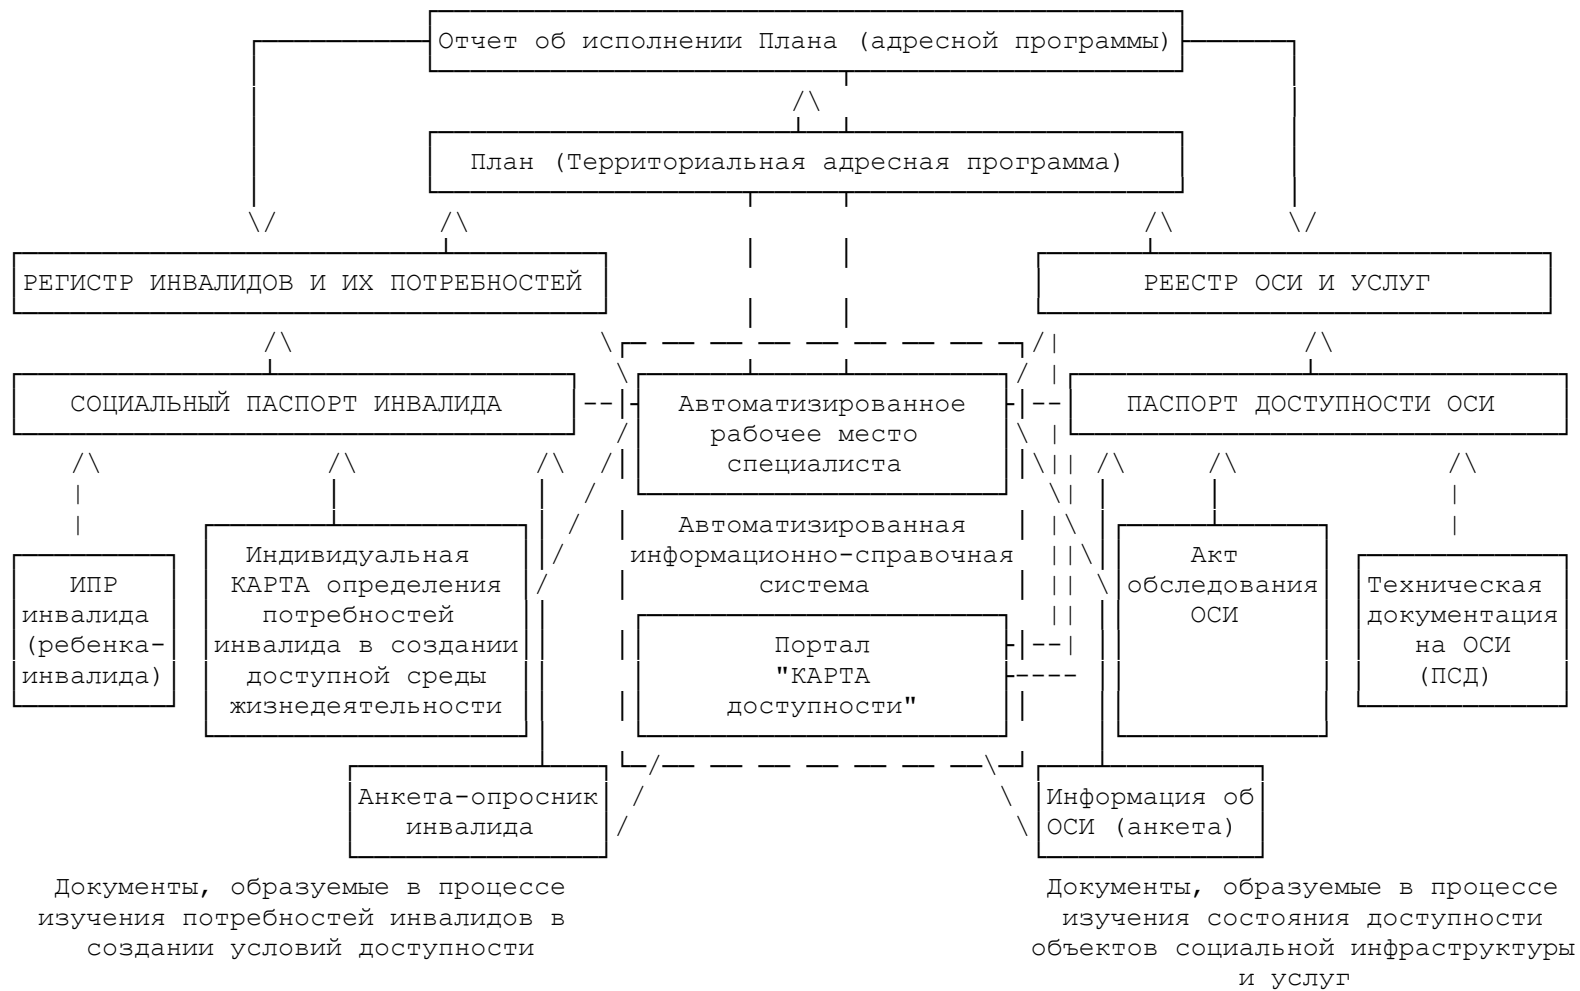 Отчет об исполнении Плана (адресной программы)
План (Территориальная адресная программа)
РЕГИСТР ИНВАЛИДОВ И ИХ ПОТРЕБНОСТЕЙ
РЕЕСТР ОСИ И УСЛУГ
СОЦИАЛЬНЫЙ ПАСПОРТ ИНВАЛИДА
Автоматизированное
рабочее место
специалиста
ПАСПОРТ ДОСТУПНОСТИ ОСИ
Автоматизированная
информационно-справочная
система
ИПР
инвалида
(ребенка-
инвалида)
Индивидуальная
КАРТА определения
потребностей
инвалида в создании
доступной среды
жизнедеятельности
Портал
"КАРТА
доступности"
Акт
обследования
ОСИ
Техническая
документация
на ОСИ
(ПСД)
Анкета-опросник
инвалида
Информация об
ОСИ (анкета)
Документы, образуемые в процессе
изучения потребностей инвалидов в
создании условий доступности
Документы, образуемые в процессе
изучения состояния доступности
объектов социальной инфраструктуры
и услуг